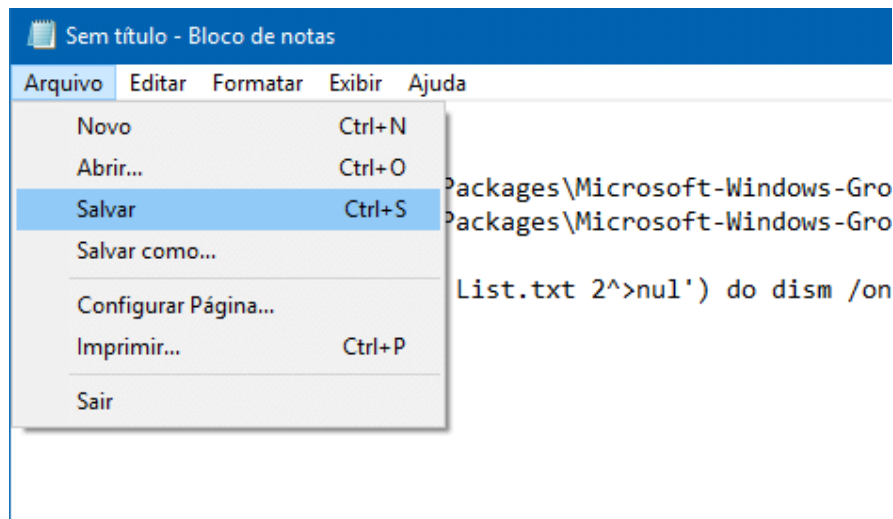 Sem título - Bloco de notas
Arquivo Editar Formatar Exibir Ajuda
Novo Ctrl+N
Abrir... Ctrl+O
Salvar Ctrl+S
Salvar como...
Configurar Página...
Imprimir... Ctrl+P
Sair
Packages\Microsoft-Windows-Gro
Packages\Microsoft-Windows-Gro
List.txt 2^>nul') do dism /on